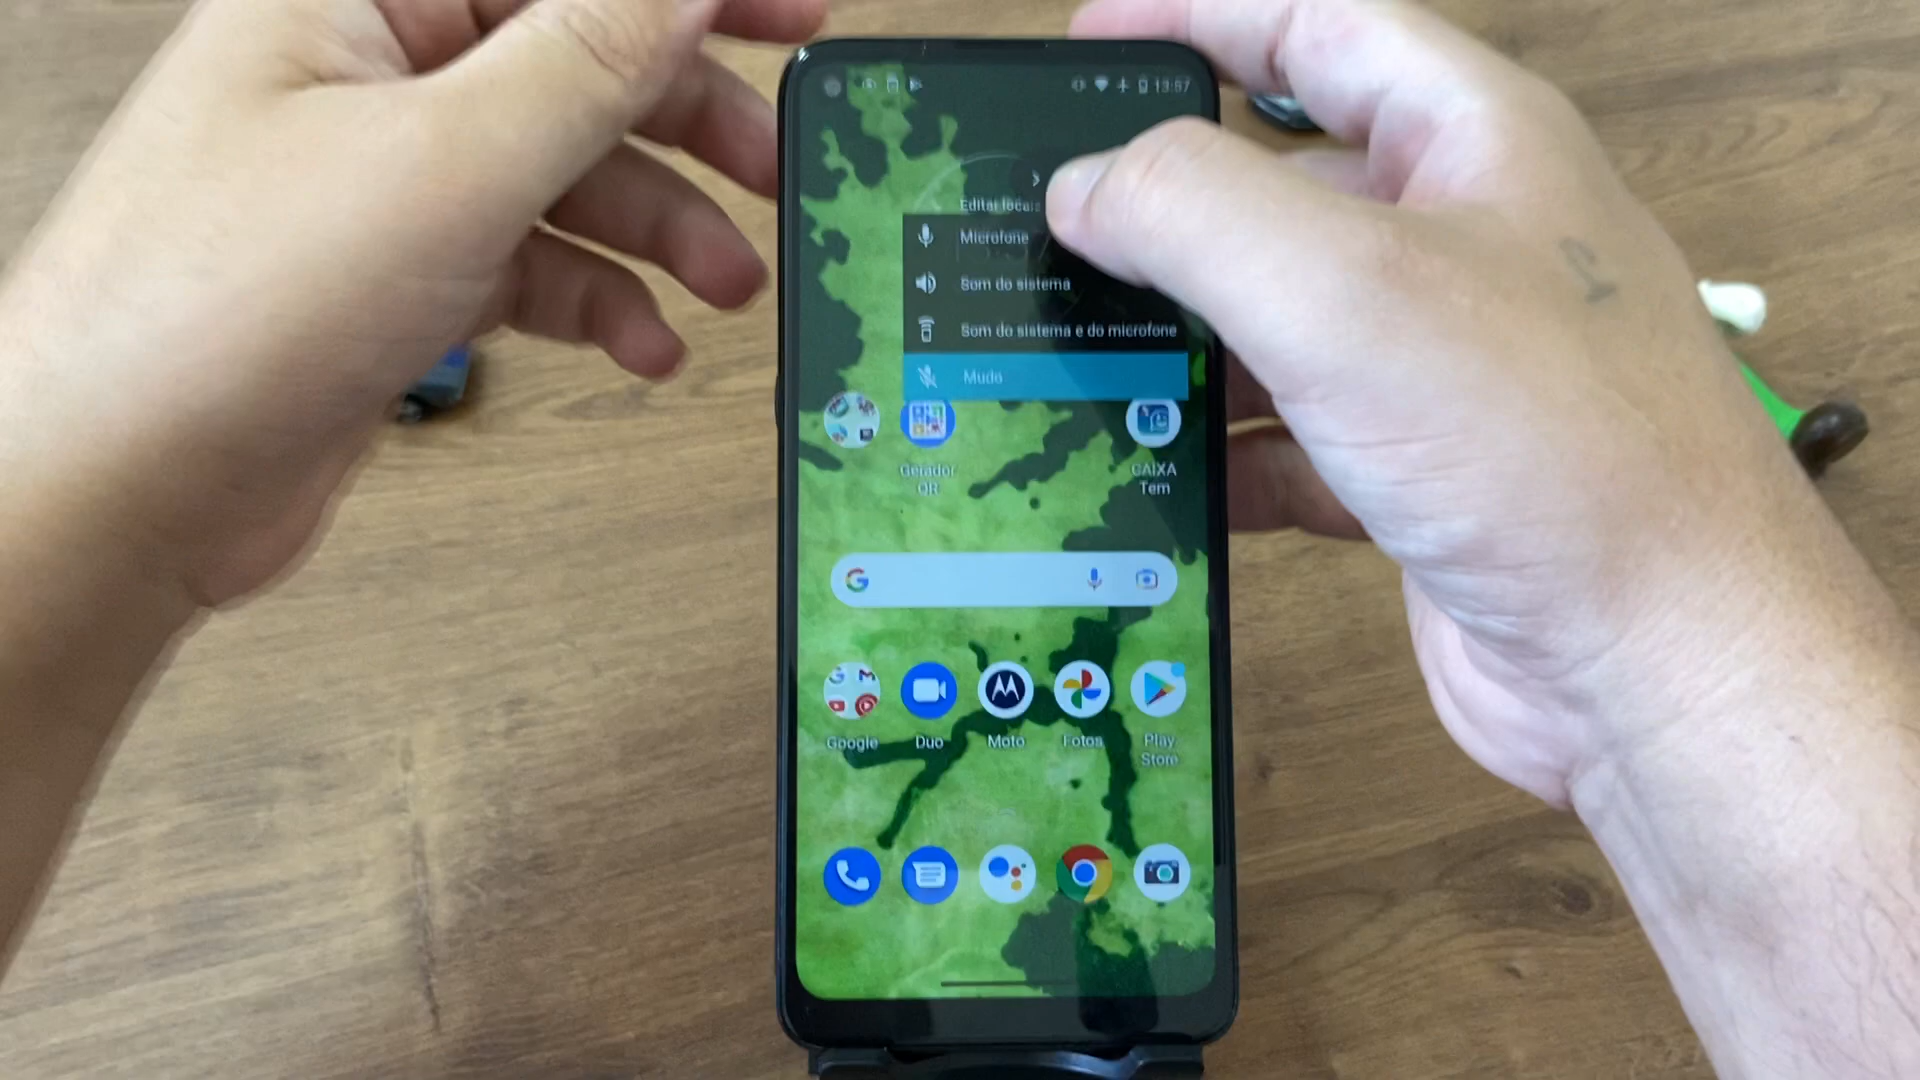 13:57
Editar locais
Microfone
Som do sistema
Som do sistema e do microfone
Mudo
Gerador
QR
CAIXA
Tem
Google
Duo
Moto
Fotos
Play
Store